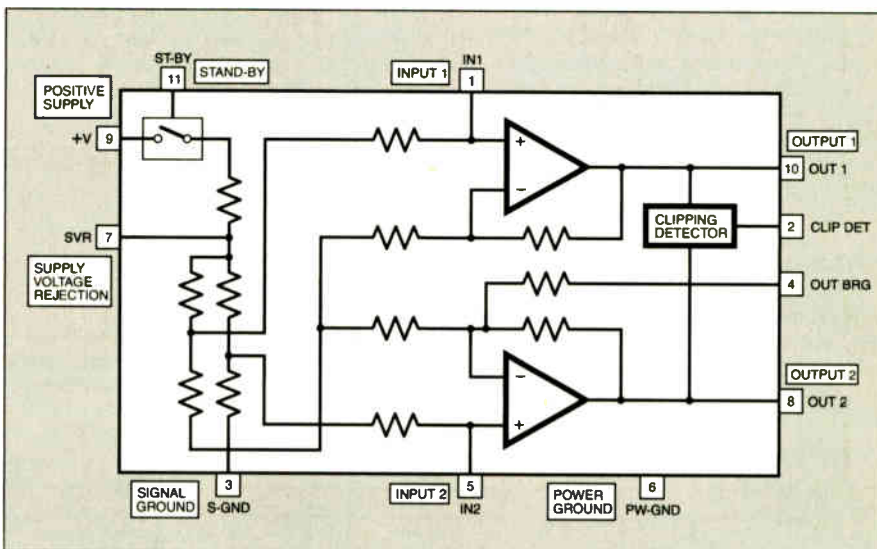 ST-BY
11
STAND-BY
INPUT 1
IN1
1
POSITIVE
SUPPLY
+V
9
+
−
OUTPUT 1
10
OUT 1
CLIPPING
DETECTOR
2
CLIP DET
SVR
7
SUPPLY
VOLTAGE
REJECTION
4
OUT BRG
−
+
OUTPUT 2
8
OUT 2
SIGNAL
GROUND
3
S-GND
INPUT 2
5
IN2
POWER
GROUND
6
PW-GND